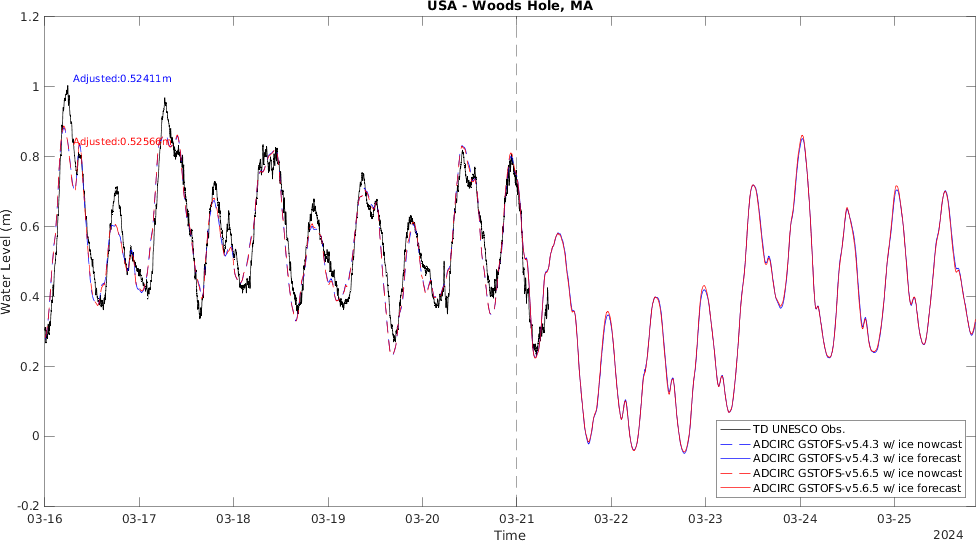 USA - Woods Hole, MA
1.2
1
0.8
0.6
0.4
0.2
0
-0.2
Water Level (m)
Adjusted:0.52411m
Adjusted:0.52566m
TD UNESCO Obs.
ADCIRC GSTOFS-v5.4.3 w/ ice nowcast
ADCIRC GSTOFS-v5.4.3 w/ ice forecast
ADCIRC GSTOFS-v5.6.5 w/ ice nowcast
ADCIRC GSTOFS-v5.6.5 w/ ice forecast
03-16 03-17 03-18 03-19 03-20 03-21 03-22 03-23 03-24 03-25
Time
2024